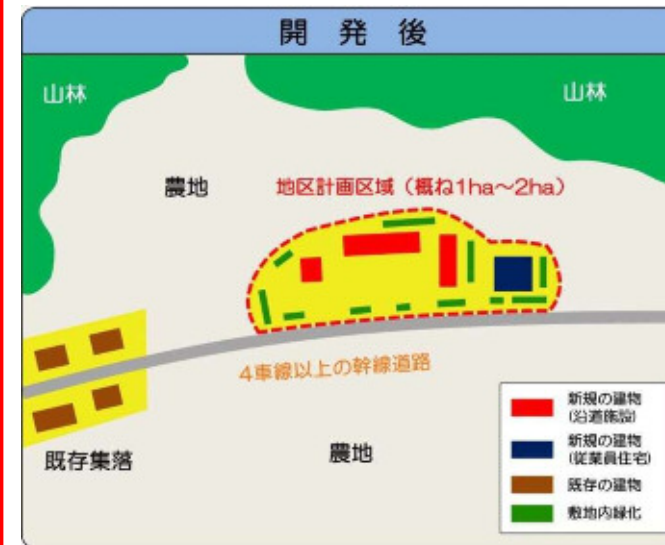 開発後
山林
山林
農地
地区計画区域（概ね1ha～2ha）
4車線以上の幹線道路
既存集落
農地
新規の建物
(沿道施設)
新規の建物
(従業員住宅)
既存の建物
敷地内緑化